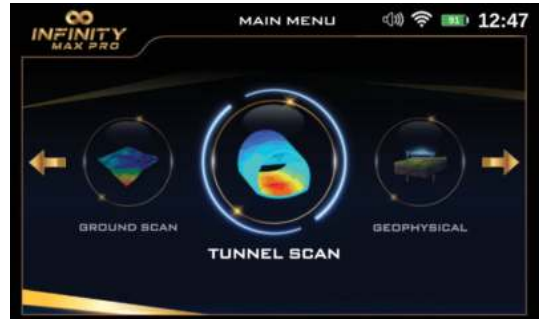 INFINITY
MAX PRO
MAIN MENU
91
12:47
GROUND SCAN
TUNNEL SCAN
GEOPHYSICAL